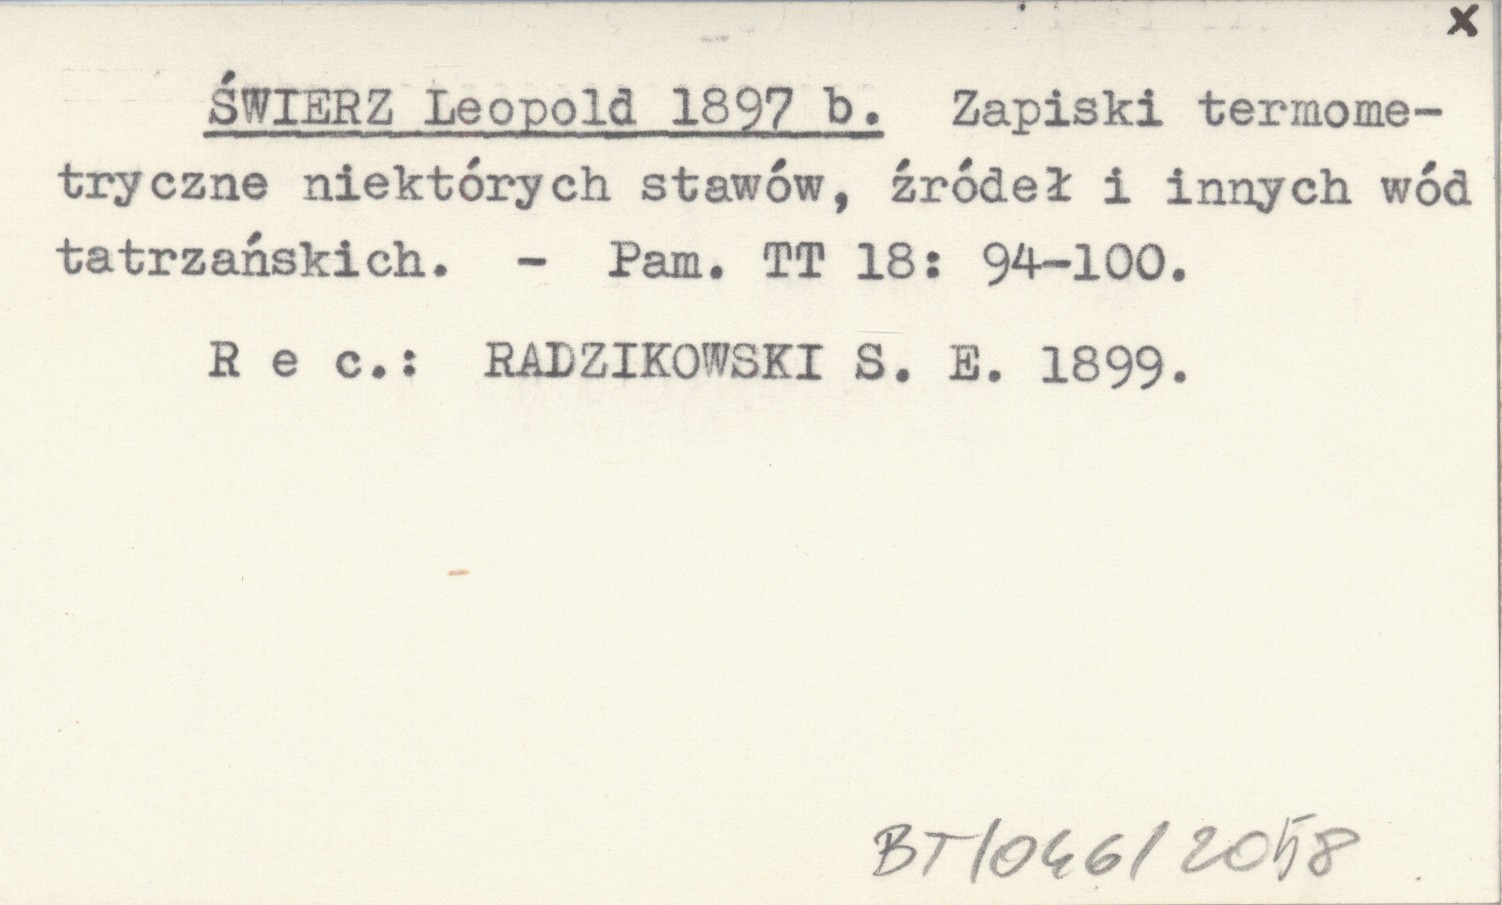 x
ŚWIERZ Leopold 1897 b. Zapiski termome-
tryczne niektórych stawów, źródeł i innych wód
tatrzańskich. - Pam. TT 18: 94-100.
R e c.: RADZIKOWSKI S. E. 1899.
BT/046/2058